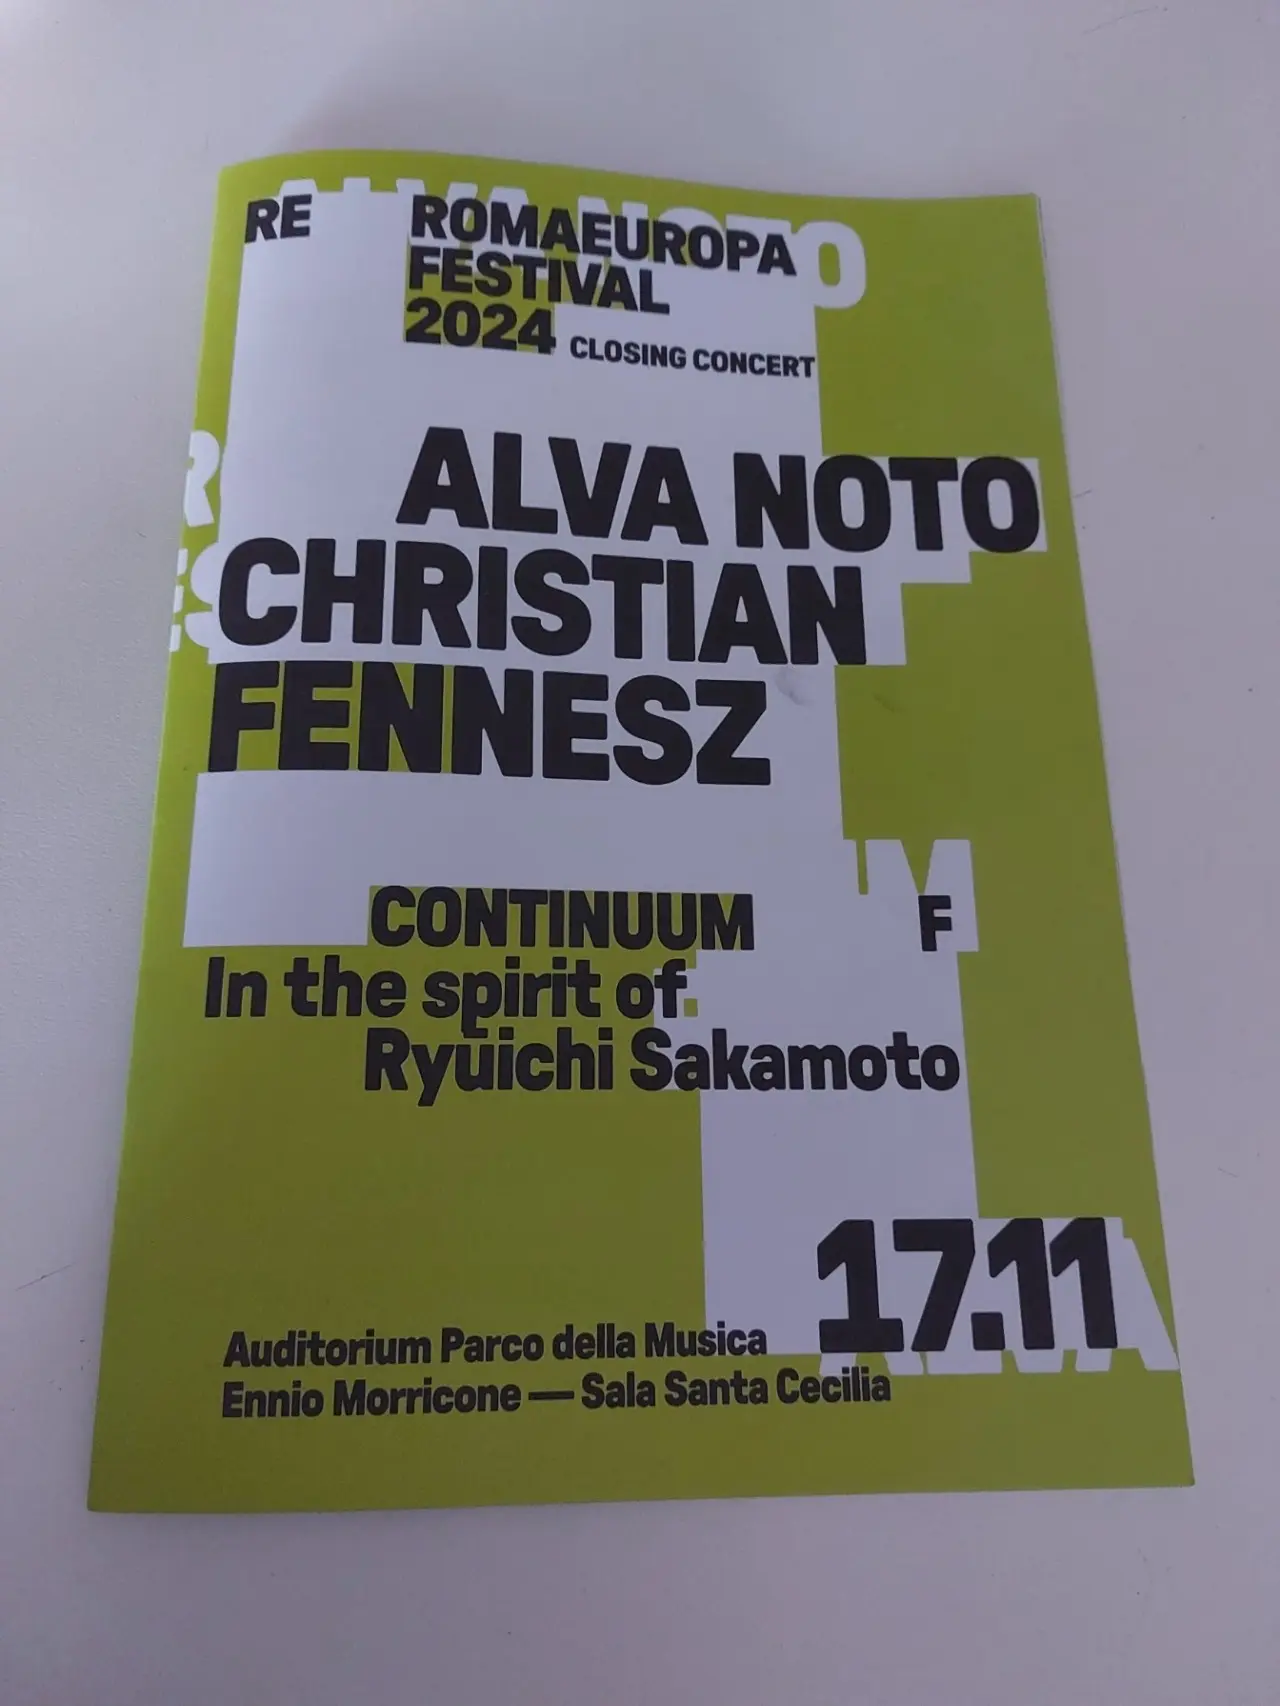 RE ROMAEUROPA
FESTIVAL
2024 CLOSING CONCERT
ALVA NOTO
CHRISTIAN
FENNESZ
CONTINUUM F
In the spirit of
Ryuichi Sakamoto
17.11
Auditorium Parco della Musica
Ennio Morricone — Sala Santa Cecilia